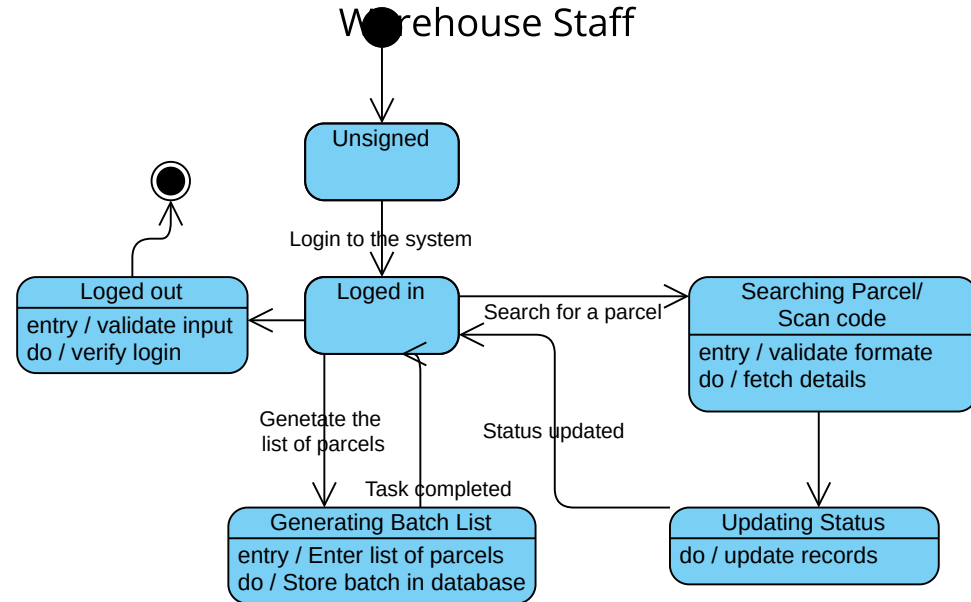 Warehouse Staff
Unsigned
Login to the system
Loged out
entry / validate input
do / verify login
Loged in
Search for a parcel
Searching Parcel/
Scan code
entry / validate formate
do / fetch details
Genetate the
list of parcels
Status updated
Task completed
Generating Batch List
entry / Enter list of parcels
do / Store batch in database
Updating Status
do / update records